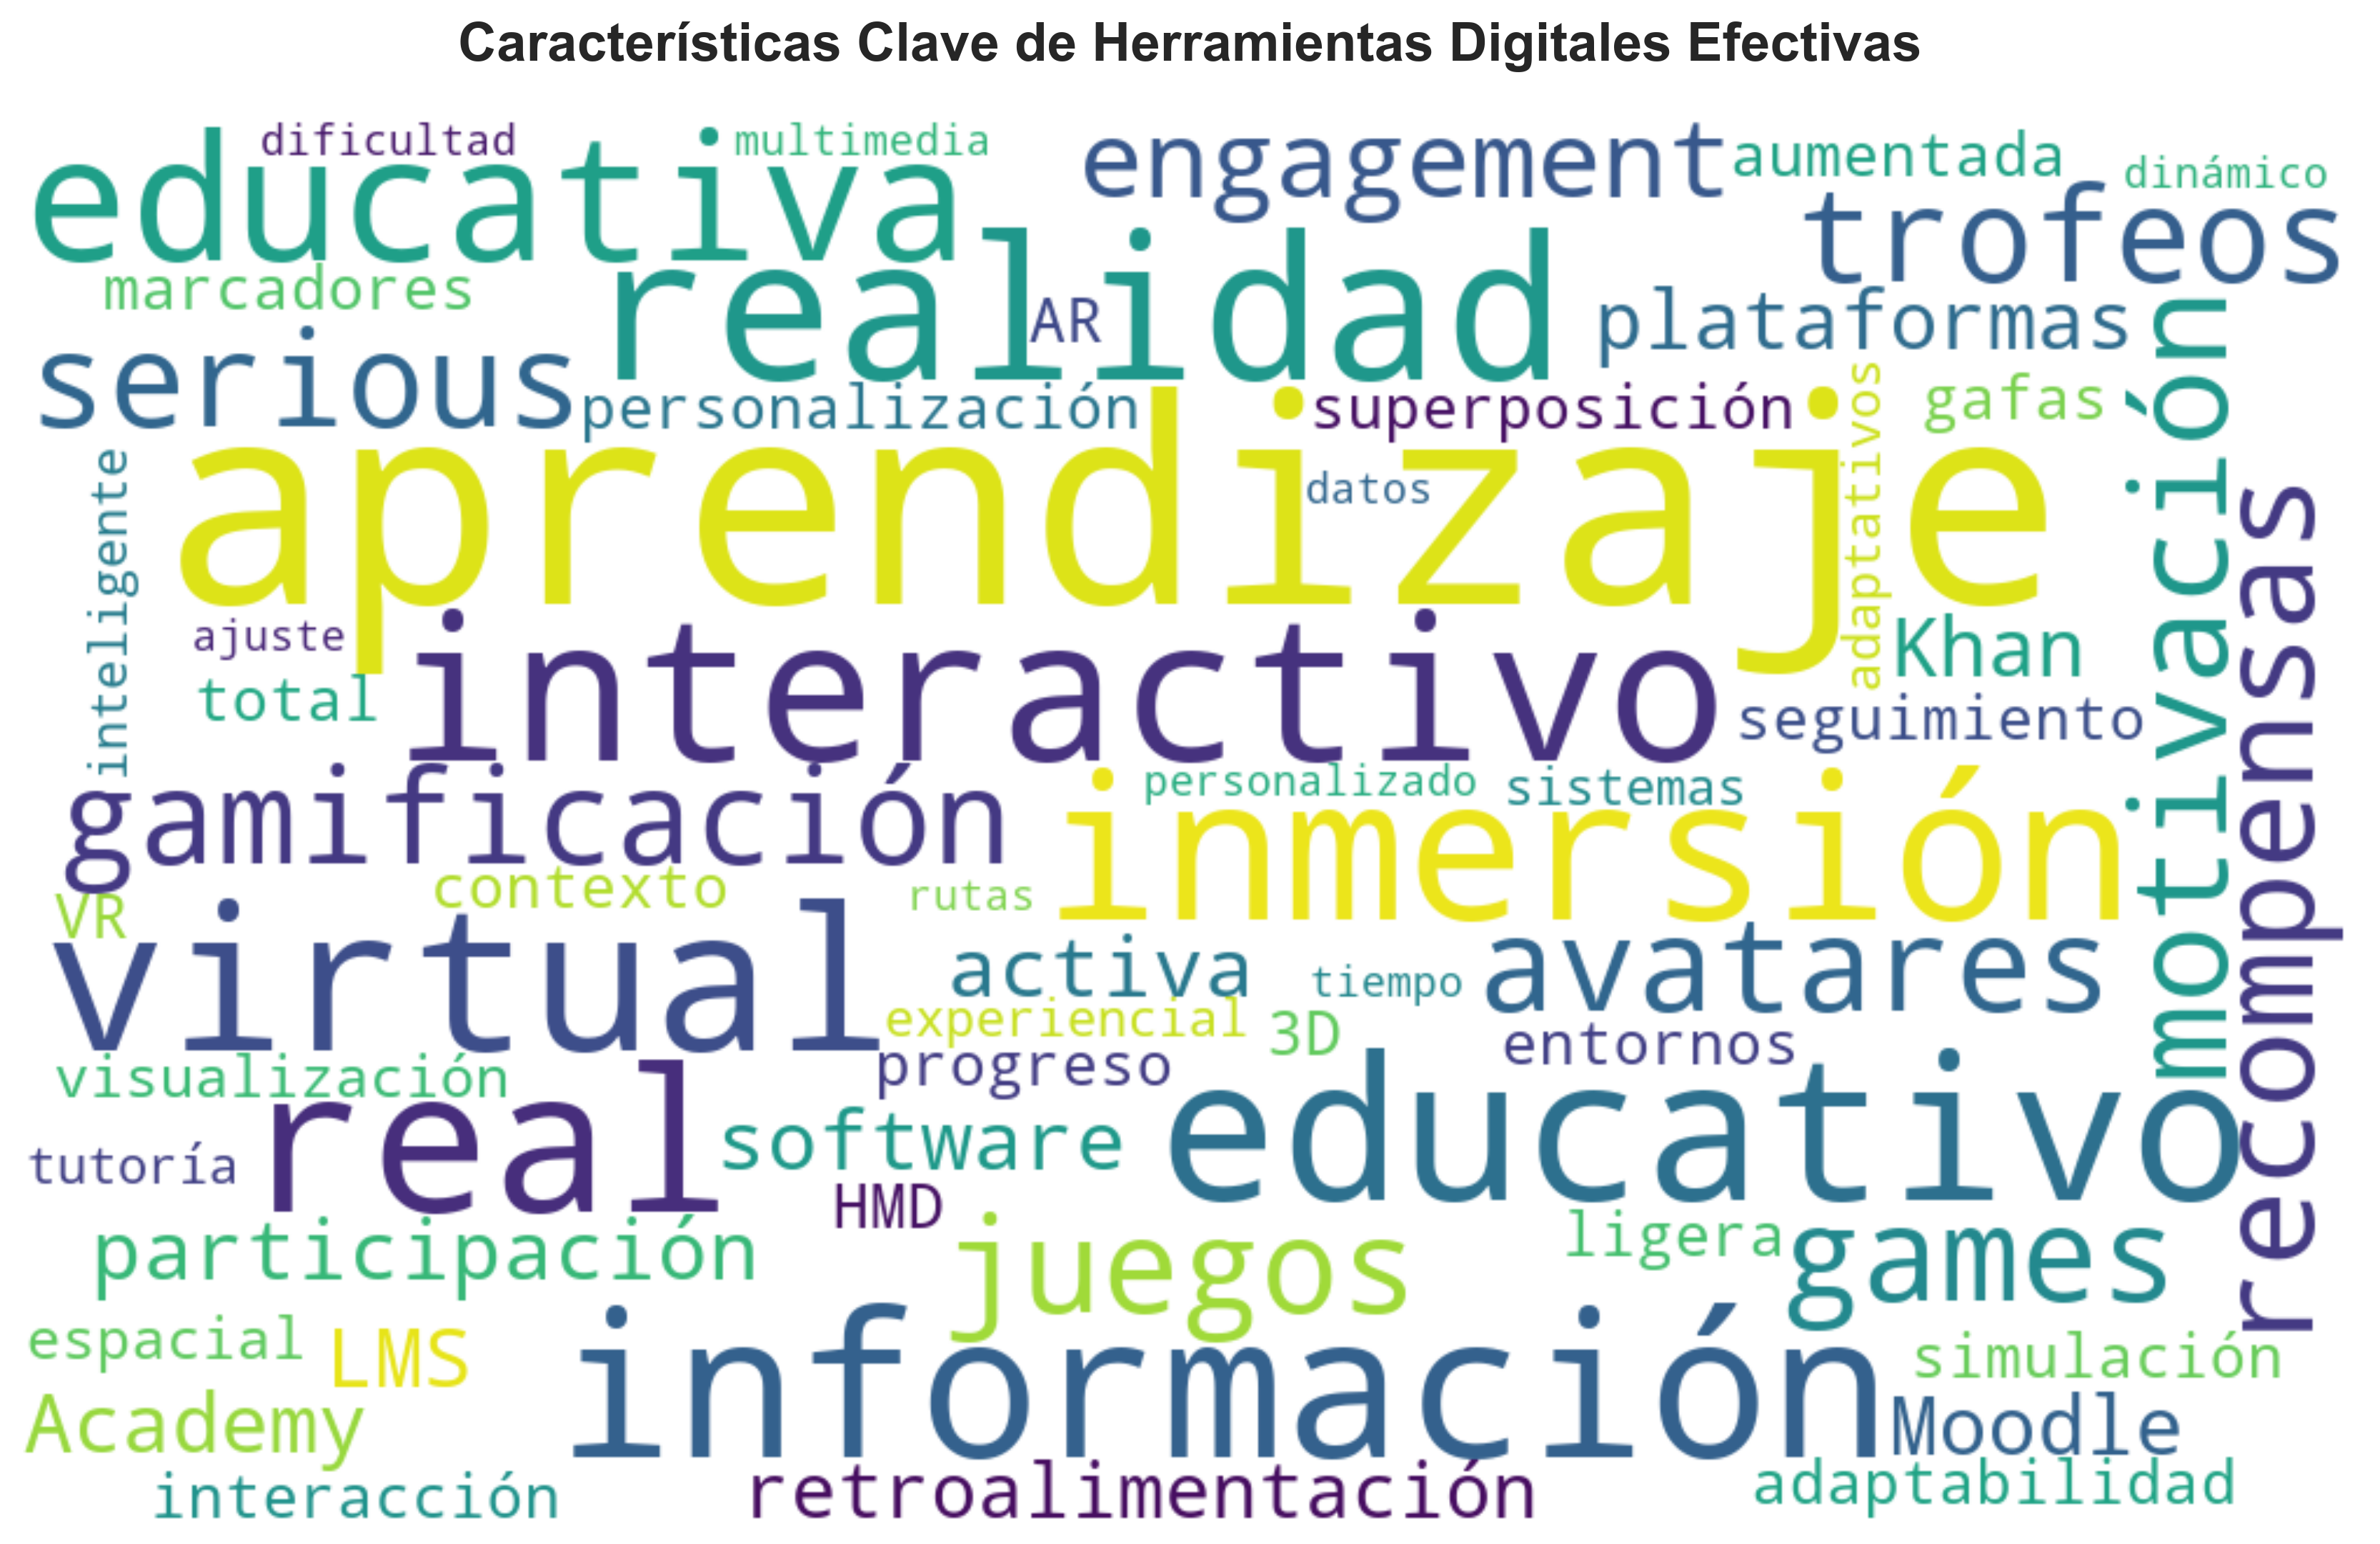 Características Clave de Herramientas Digitales Efectivas
dificultad
multimedia
educativa
engagement
aumentada
dinámico
trofeos
marcadores
realidad
AR
plataformas
serious
personalización
superposición
adaptativos
gafas
motivación
inteligente
aprendizaje
datos
recompensas
ajuste
interactivo
Khan
total
seguimiento
gamificación
personalizado
sistemas
inmersión
contexto
rutas
VR
virtual
activa
tiempo
avatares
experiencial
3D
entornos
visualización
progreso
real
educativo
tutoría
software
HMD
participación
juegos
ligera
games
espacial
LMS
información
simulación
Academy
Moodle
interacción
retroalimentación
adaptabilidad